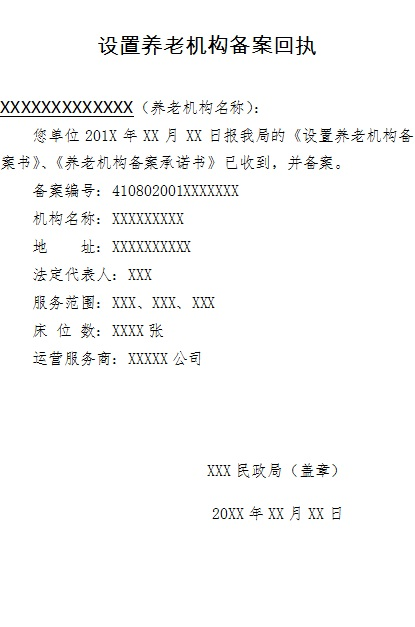 设置养老机构备案回执
XXXXXXXXXXXXX（养老机构名称）：
您单位 201X 年 XX 月 XX 日报我局的《设置养老机构备
案书》、《养老机构备案承诺书》已收到，并备案。
备案编号：410802001XXXXXXX
机构名称：XXXXXXXXX
地　　址：XXXXXXXXXX
法定代表人：XXX
服务范围：XXX、XXX、XXX
床 位 数：XXXX 张
运营服务商：XXXXX 公司
XXX 民政局（盖章）
20XX 年 XX 月 XX 日